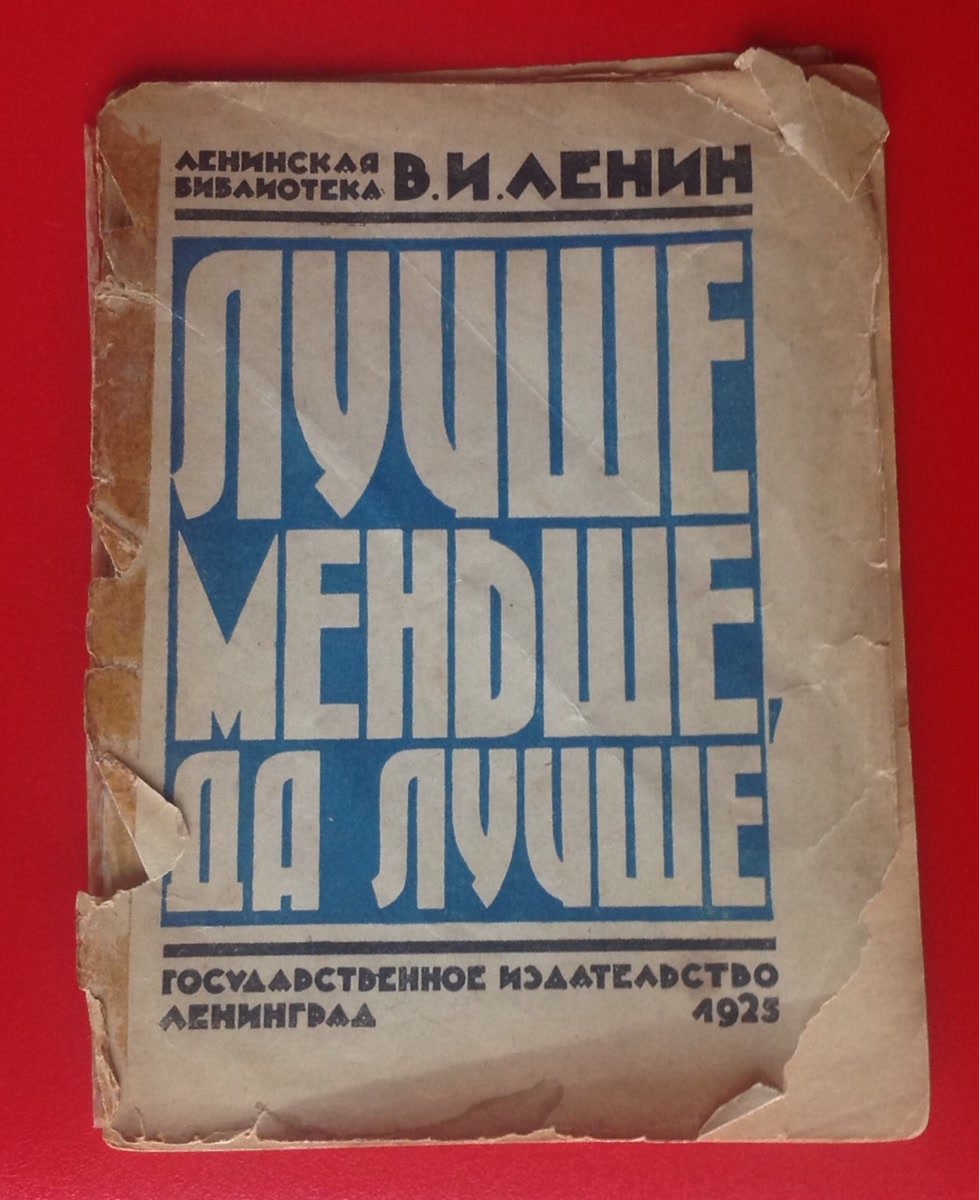 ЛЕНИНСКАЯ
БИБЛИОТЕКА
В. И. ЛЕНИН
ЛУЧШЕ
МЕНЬШЕ,
ДА ЛУЧШЕ
ГОСУДАРСТВЕННОЕ ИЗДАТЕЛЬСТВО
ЛЕНИНГРАД 1925